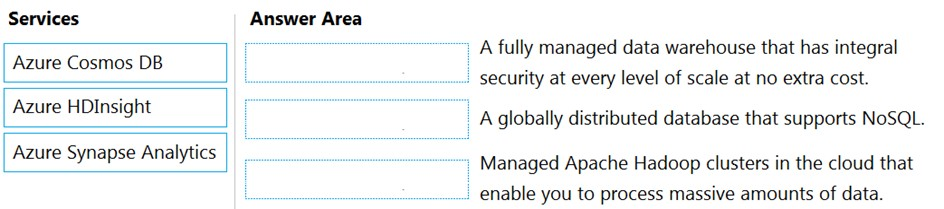 Services
Answer Area
Azure Cosmos DB
A fully managed data warehouse that has integral
security at every level of scale at no extra cost.
Azure HDInsight
A globally distributed database that supports NoSQL.
Azure Synapse Analytics
Managed Apache Hadoop clusters in the cloud that
enable you to process massive amounts of data.